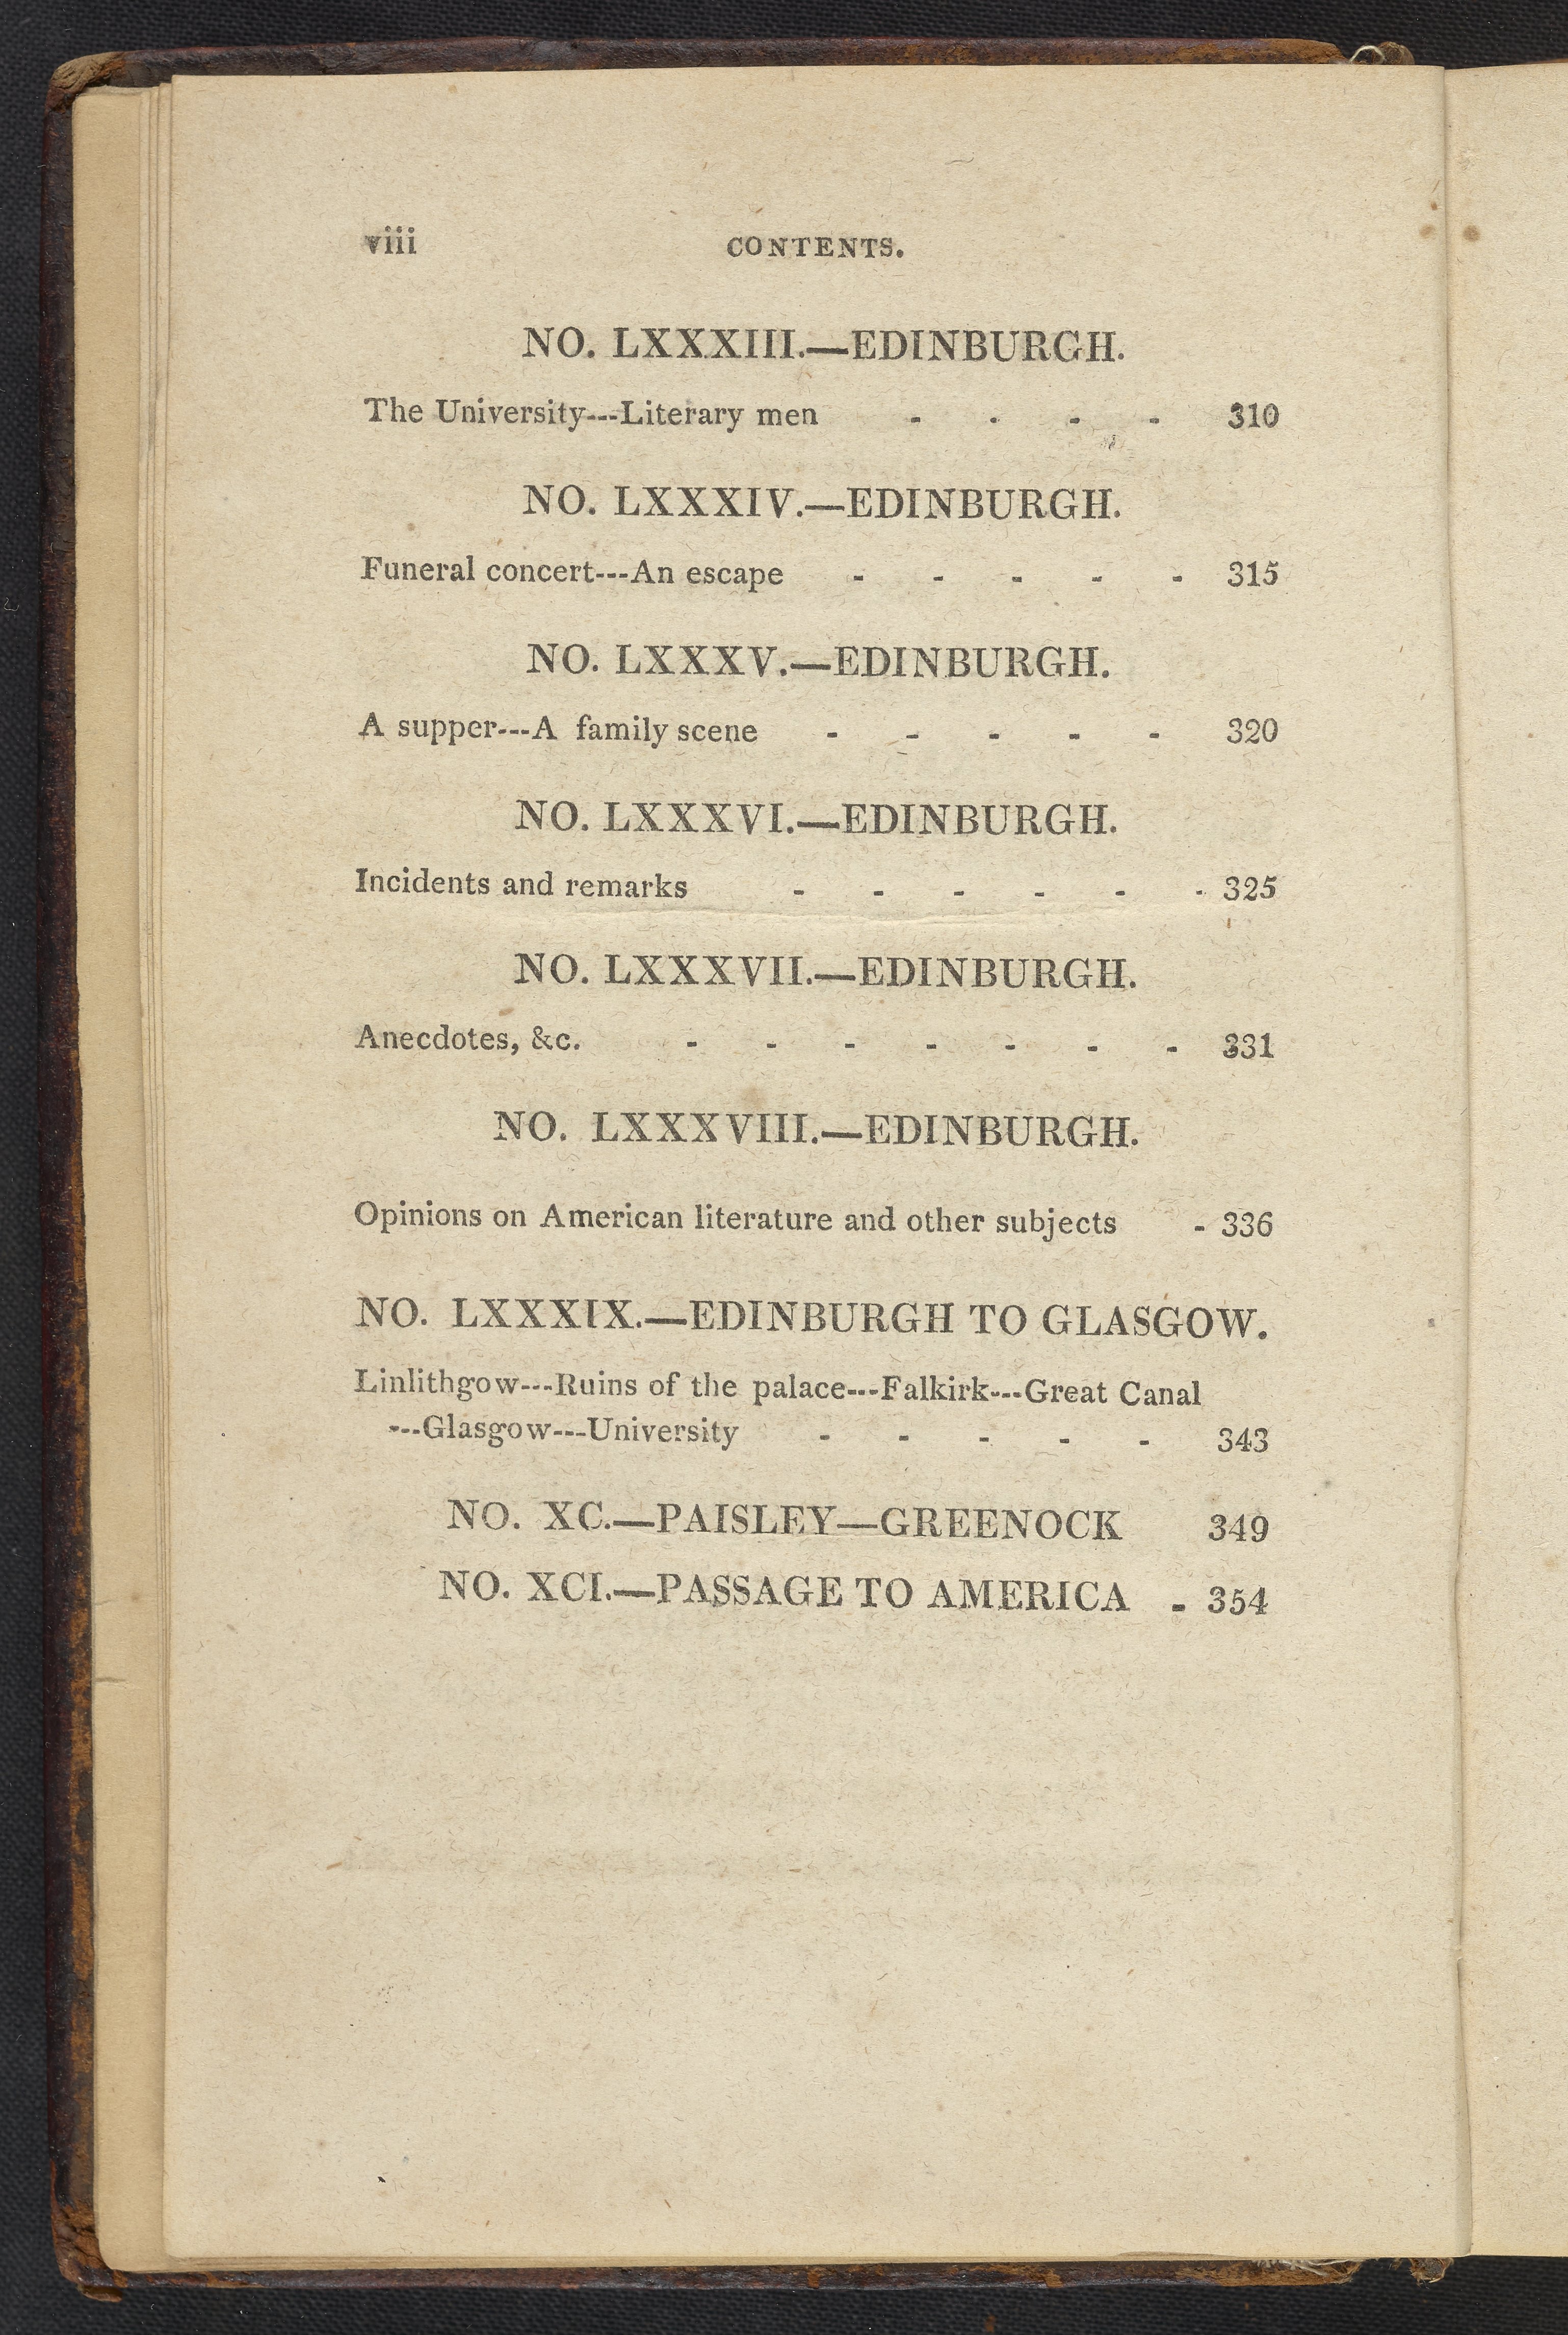 viii CONTENTS.
NO. LXXXIII.—EDINBURGH.
The University---Literary men - - - - 310
NO. LXXXIV.—EDINBURGH.
Funeral concert---An escape - - - - - 315
NO. LXXXV.—EDINBURGH.
A supper---A family scene - - - - - 320
NO. LXXXVI.—EDINBURGH.
Incidents and remarks - - - - - - 325
NO. LXXXVII.—EDINBURGH.
Anecdotes, &c. - - - - - - - 331
NO. LXXXVIII.—EDINBURGH.
Opinions on American literature and other subjects - 336
NO. LXXXIX.—EDINBURGH TO GLASGOW.
Linlithgow---Ruins of the palace---Falkirk---Great Canal
---Glasgow---University - - - - - 343
NO. XC.—PAISLEY—GREENOCK 349
NO. XCI.—PASSAGE TO AMERICA - 354